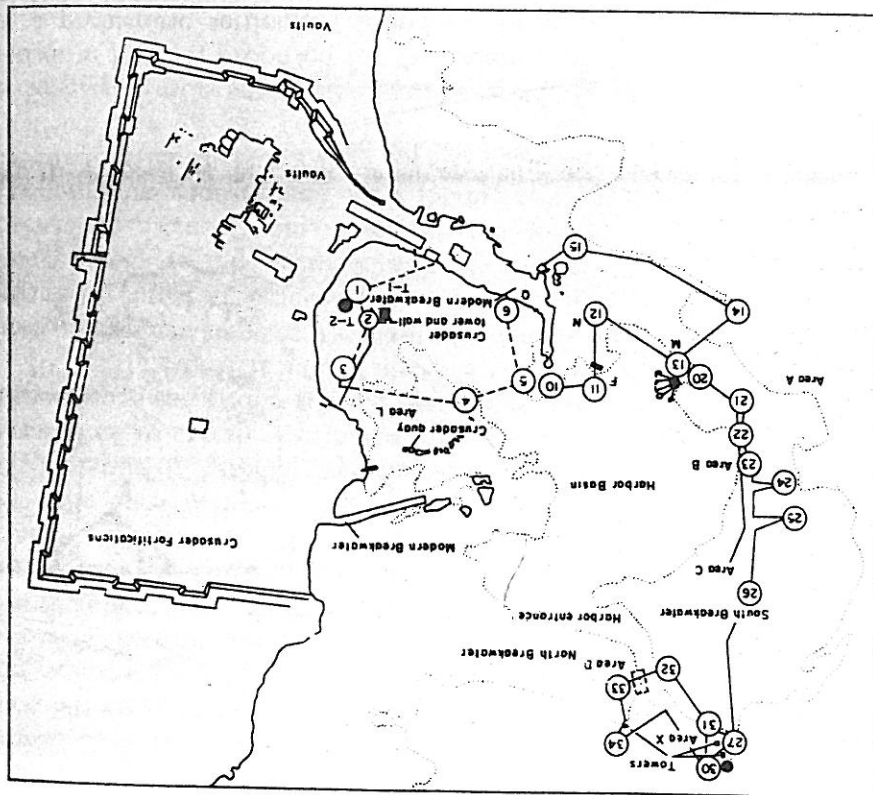 Towers
30
27
Area X
34
31
33
32
Area D
North Breakwater
Harbor entrance
South Breakwater
26
Area C
Modern Breakwater
Crusader Fortifications
25
24
Harbor Basin
23
Area B
22
Crusader quay
Area L
21
4
11
F
10
5
Area A
20
3
13
M
Crusader
tower and wall
N
2
T-2
12
14
6
Modern Breakwater
1
T-1
15
Vaults
Vaults